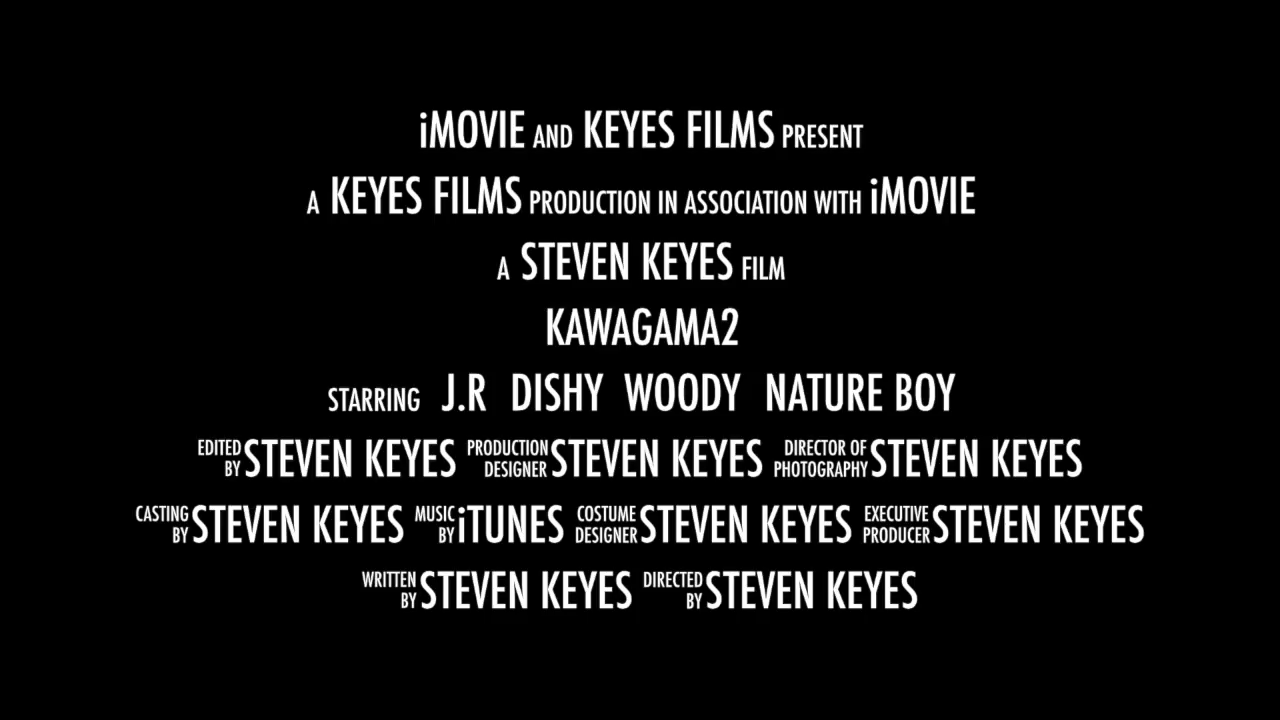 iMOVIE AND KEYES FILMS PRESENT
A KEYES FILMS PRODUCTION IN ASSOCIATION WITH iMOVIE
A STEVEN KEYES FILM
KAWAGAMA2
STARRING J.R DISHY WOODY NATURE BOY
EDITED BY STEVEN KEYES PRODUCTION DESIGNER STEVEN KEYES DIRECTOR OF PHOTOGRAPHY STEVEN KEYES
CASTING BY STEVEN KEYES MUSIC BY iTUNES COSTUME DESIGNER STEVEN KEYES EXECUTIVE PRODUCER STEVEN KEYES
WRITTEN BY STEVEN KEYES DIRECTED BY STEVEN KEYES